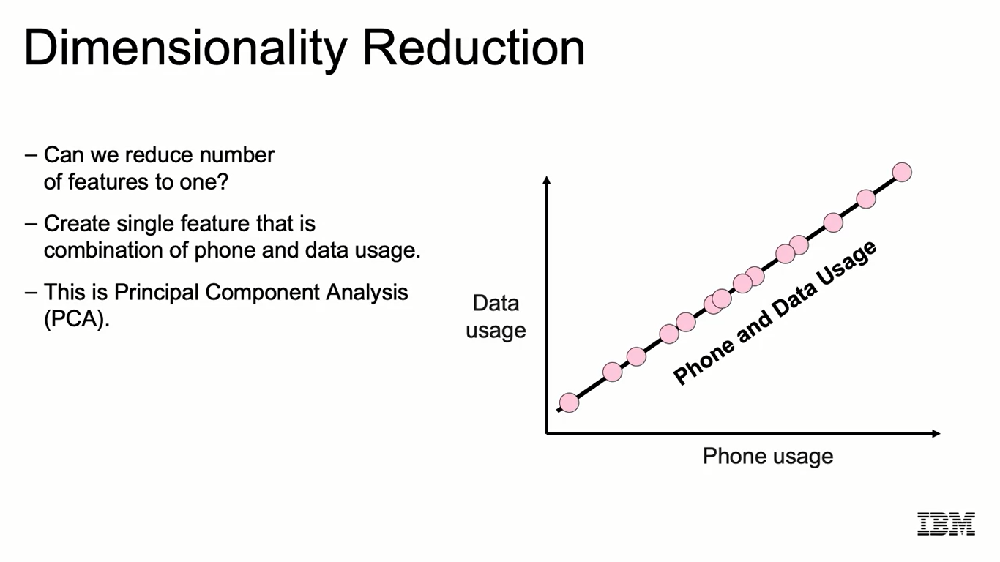 Dimensionality Reduction
– Can we reduce number
of features to one?
– Create single feature that is
combination of phone and data usage.
– This is Principal Component Analysis
(PCA).
Data
usage
Phone and Data Usage
Phone usage
IBM